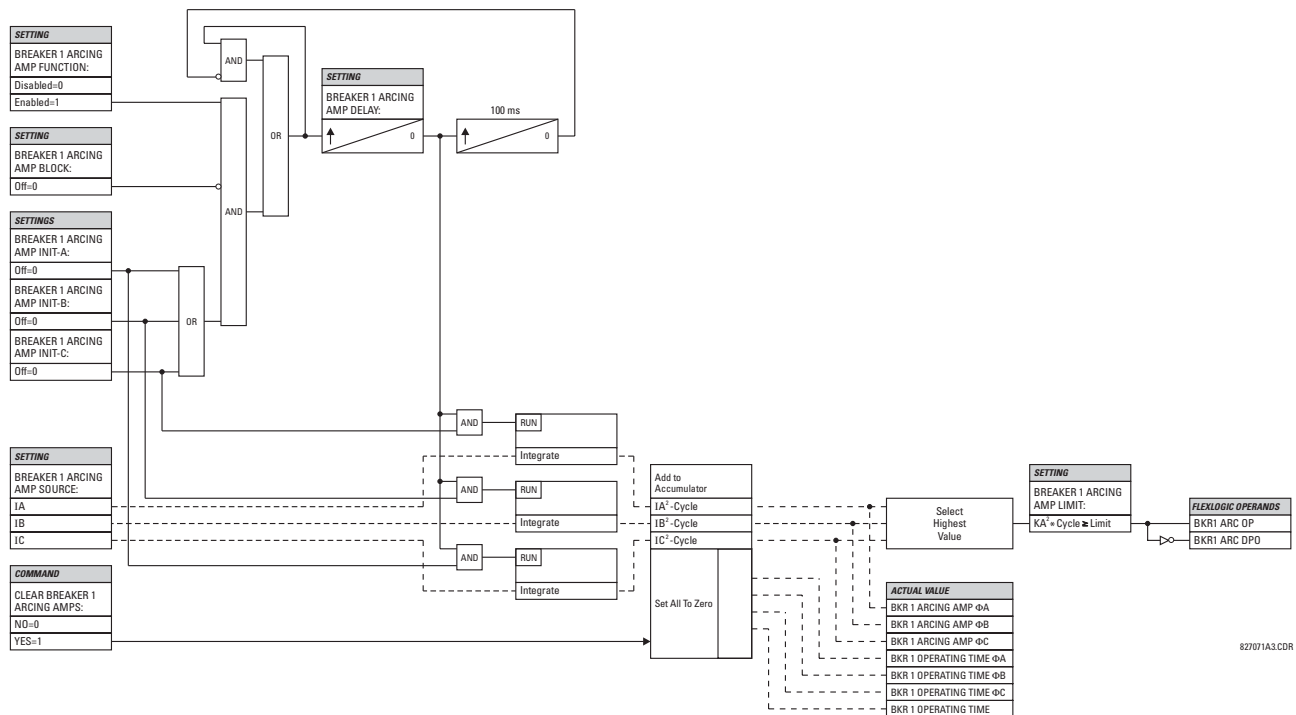 SETTING
BREAKER 1 ARCING
AMP FUNCTION:
Disabled=0
Enabled=1
SETTING
BREAKER 1 ARCING
AMP BLOCK:
Off=0
SETTINGS
BREAKER 1 ARCING
AMP INIT-A:
Off=0
BREAKER 1 ARCING
AMP INIT-B:
Off=0
BREAKER 1 ARCING
AMP INIT-C:
Off=0
SETTING
BREAKER 1 ARCING
AMP SOURCE:
IA
IB
IC
COMMAND
CLEAR BREAKER 1
ARCING AMPS:
NO=0
YES=1
AND
OR
AND
OR
SETTING
BREAKER 1 ARCING
AMP DELAY:
0
100 ms
0
AND
RUN
Integrate
AND
RUN
Integrate
AND
RUN
Integrate
Add to
Accumulator
IA²-Cycle
IB²-Cycle
IC²-Cycle
Set All To Zero
Select
Highest
Value
SETTING
BREAKER 1 ARCING
AMP LIMIT:
KA² * Cycle ≥ Limit
FLEXLOGIC OPERANDS
BKR1 ARC OP
BKR1 ARC DPO
ACTUAL VALUE
BKR 1 ARCING AMP ΦA
BKR 1 ARCING AMP ΦB
BKR 1 ARCING AMP ΦC
BKR 1 OPERATING TIME ΦA
BKR 1 OPERATING TIME ΦB
BKR 1 OPERATING TIME ΦC
BKR 1 OPERATING TIME
827071A3.CDR